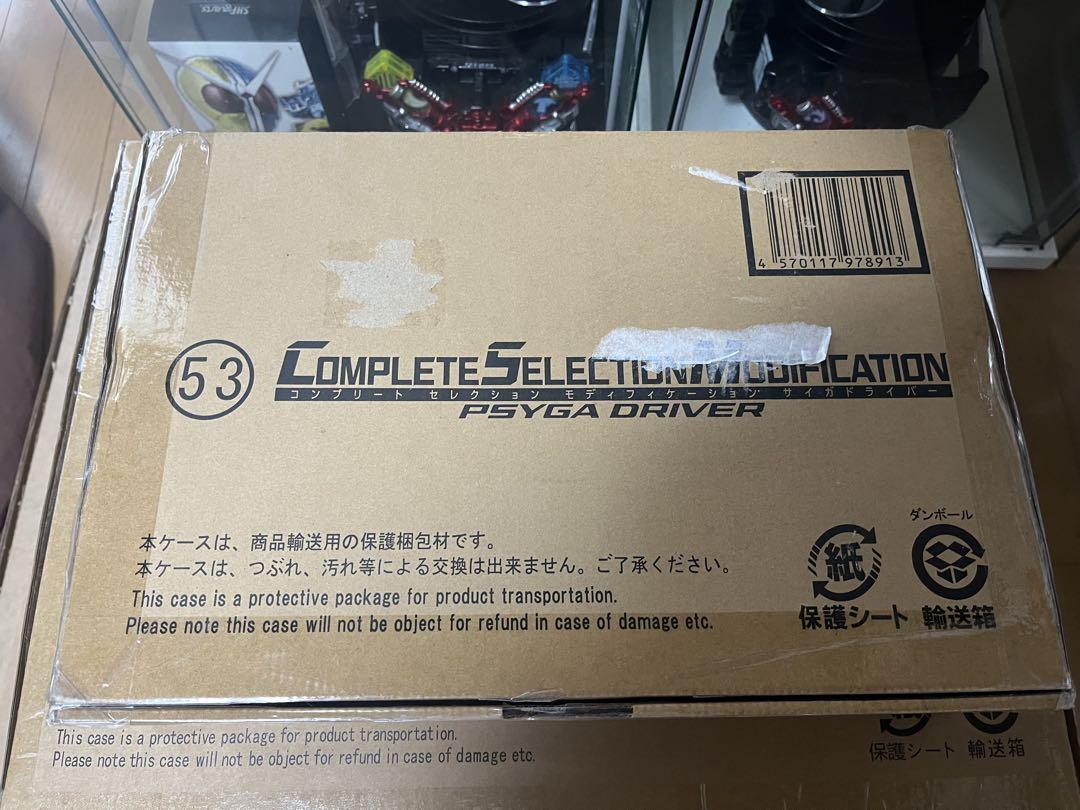 S.H.Figuarts
4 570117 978913
53
COMPLETE SELECTION MODIFICATION
コンプリート セレクション モディフィケーション サイガドライバー
PSYGA DRIVER
ダンボール
紙
保護シート 輸送箱
本ケースは、商品輸送用の保護梱包材です。
本ケースは、つぶれ、汚れ等による交換は出来ません。ご了承ください。
This case is a protective package for product transportation.
Please note this case will not be object for refund in case of damage etc.
This case is a protective package for product transportation.
Please note this case will not be object for refund in case of damage etc.
保護シート 輸送箱